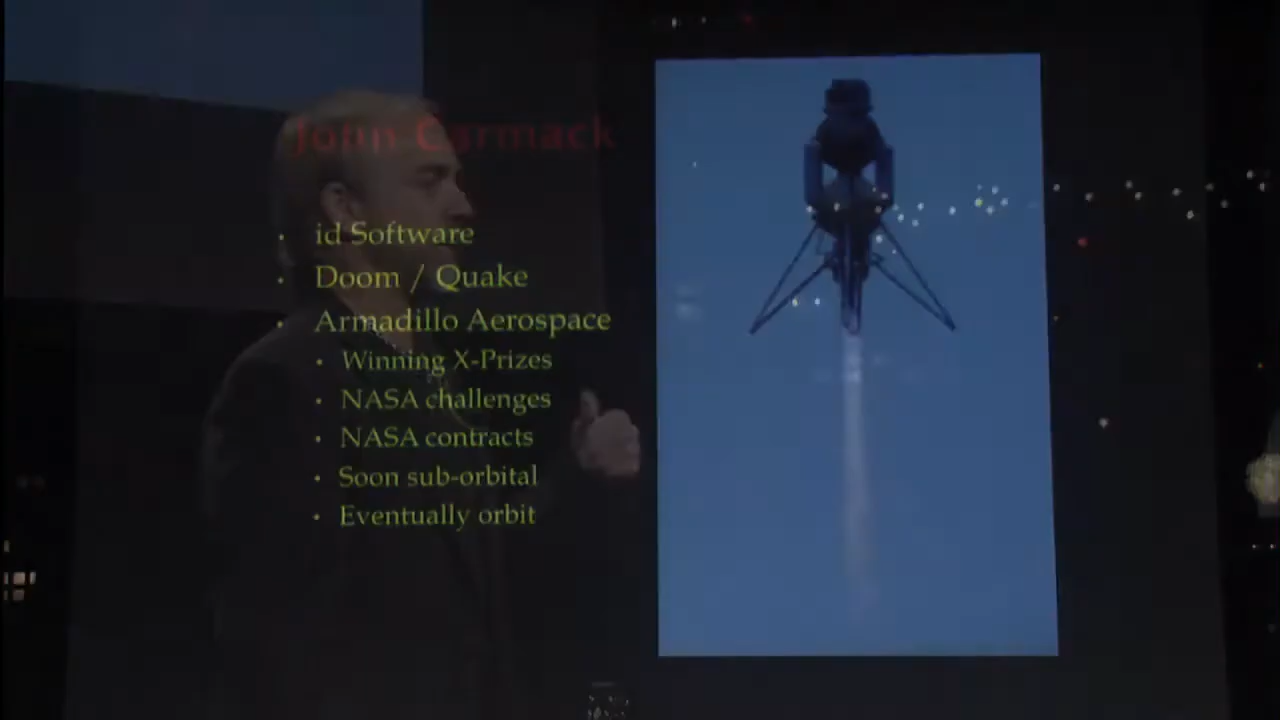 John Carmack
id Software
Doom / Quake
Armadillo Aerospace
Winning X-Prizes
NASA challenges
NASA contracts
Soon sub-orbital
Eventually orbit